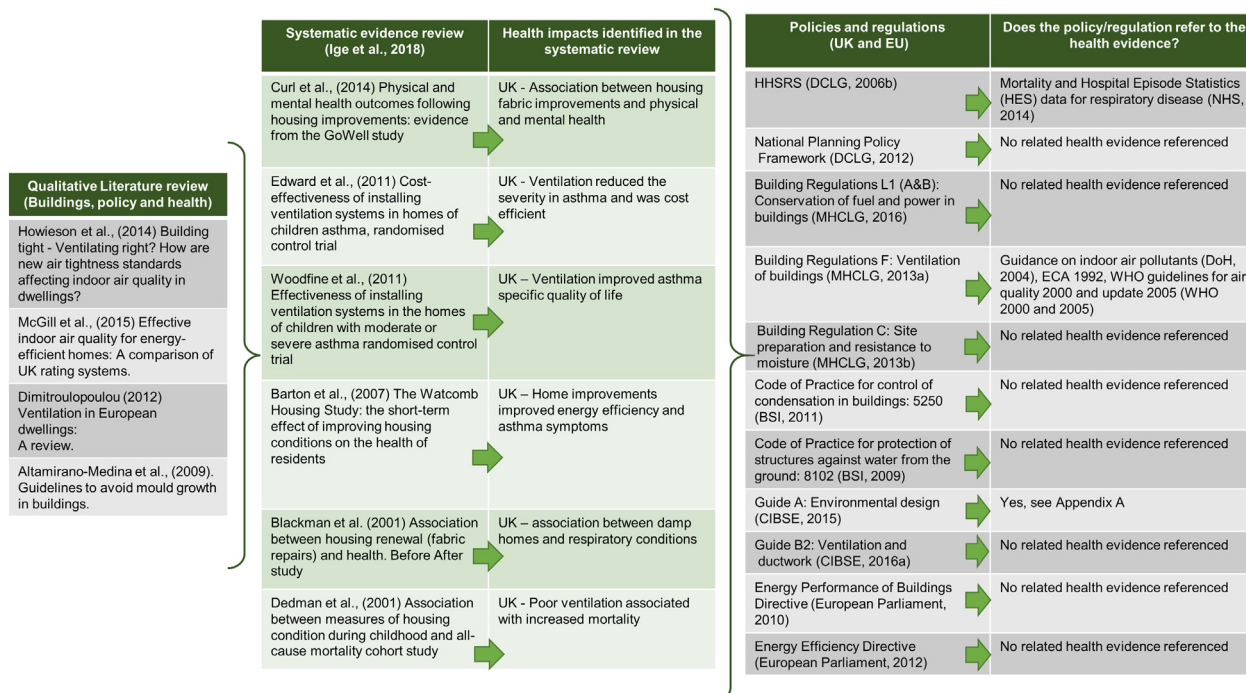 Qualitative Literature review
(Buildings, policy and health)
Howieson et al., (2014) Building
tight - Ventilating right? How are
new air tightness standards
affecting indoor air quality in
dwellings?
McGill et al., (2015) Effective
indoor air quality for energy-
efficient homes: A comparison of
UK rating systems.
Dimitroulopoulou (2012)
Ventilation in European
dwellings:
A review.
Altamirano-Medina et al., (2009).
Guidelines to avoid mould growth
in buildings.
Systematic evidence review
(Ige et al., 2018)
Health impacts identified in the
systematic review
Curl et al., (2014) Physical and
mental health outcomes following
housing improvements: evidence
from the GoWell study
UK - Association between housing
fabric improvements and physical
and mental health
Edward et al., (2011) Cost-
effectiveness of installing
ventilation systems in homes of
children asthma, randomised
control trial
UK - Ventilation reduced the
severity in asthma and was cost
efficient
Woodfine et al., (2011)
Effectiveness of installing
ventilation systems in the homes
of children with moderate or
severe asthma randomised control
trial
UK – Ventilation improved asthma
specific quality of life
Barton et al., (2007) The Watcomb
Housing Study: the short-term
effect of improving housing
conditions on the health of
residents
UK – Home improvements
improved energy efficiency and
asthma symptoms
Blackman et al. (2001) Association
between housing renewal (fabric
repairs) and health. Before After
study
UK – association between damp
homes and respiratory conditions
Dedman et al., (2001) Association
between measures of housing
condition during childhood and all-
cause mortality cohort study
UK - Poor ventilation associated
with increased mortality
Policies and regulations
(UK and EU)
Does the policy/regulation refer to the
health evidence?
HHSRS (DCLG, 2006b)
Mortality and Hospital Episode Statistics
(HES) data for respiratory disease (NHS,
2014)
National Planning Policy
Framework (DCLG, 2012)
No related health evidence referenced
Building Regulations L1 (A&B):
Conservation of fuel and power in
buildings (MHCLG, 2016)
No related health evidence referenced
Building Regulations F: Ventilation
of buildings (MHCLG, 2013a)
Guidance on indoor air pollutants (DoH,
2004), ECA 1992, WHO guidelines for air
quality 2000 and update 2005 (WHO
2000 and 2005)
Building Regulation C: Site
preparation and resistance to
moisture (MHCLG, 2013b)
No related health evidence referenced
Code of Practice for control of
condensation in buildings: 5250
(BSI, 2011)
No related health evidence referenced
Code of Practice for protection of
structures against water from the
ground: 8102 (BSI, 2009)
No related health evidence referenced
Guide A: Environmental design
(CIBSE, 2015)
Yes, see Appendix A
Guide B2: Ventilation and
ductwork (CIBSE, 2016a)
No related health evidence referenced
Energy Performance of Buildings
Directive (European Parliament,
2010)
No related health evidence referenced
Energy Efficiency Directive
(European Parliament, 2012)
No related health evidence referenced